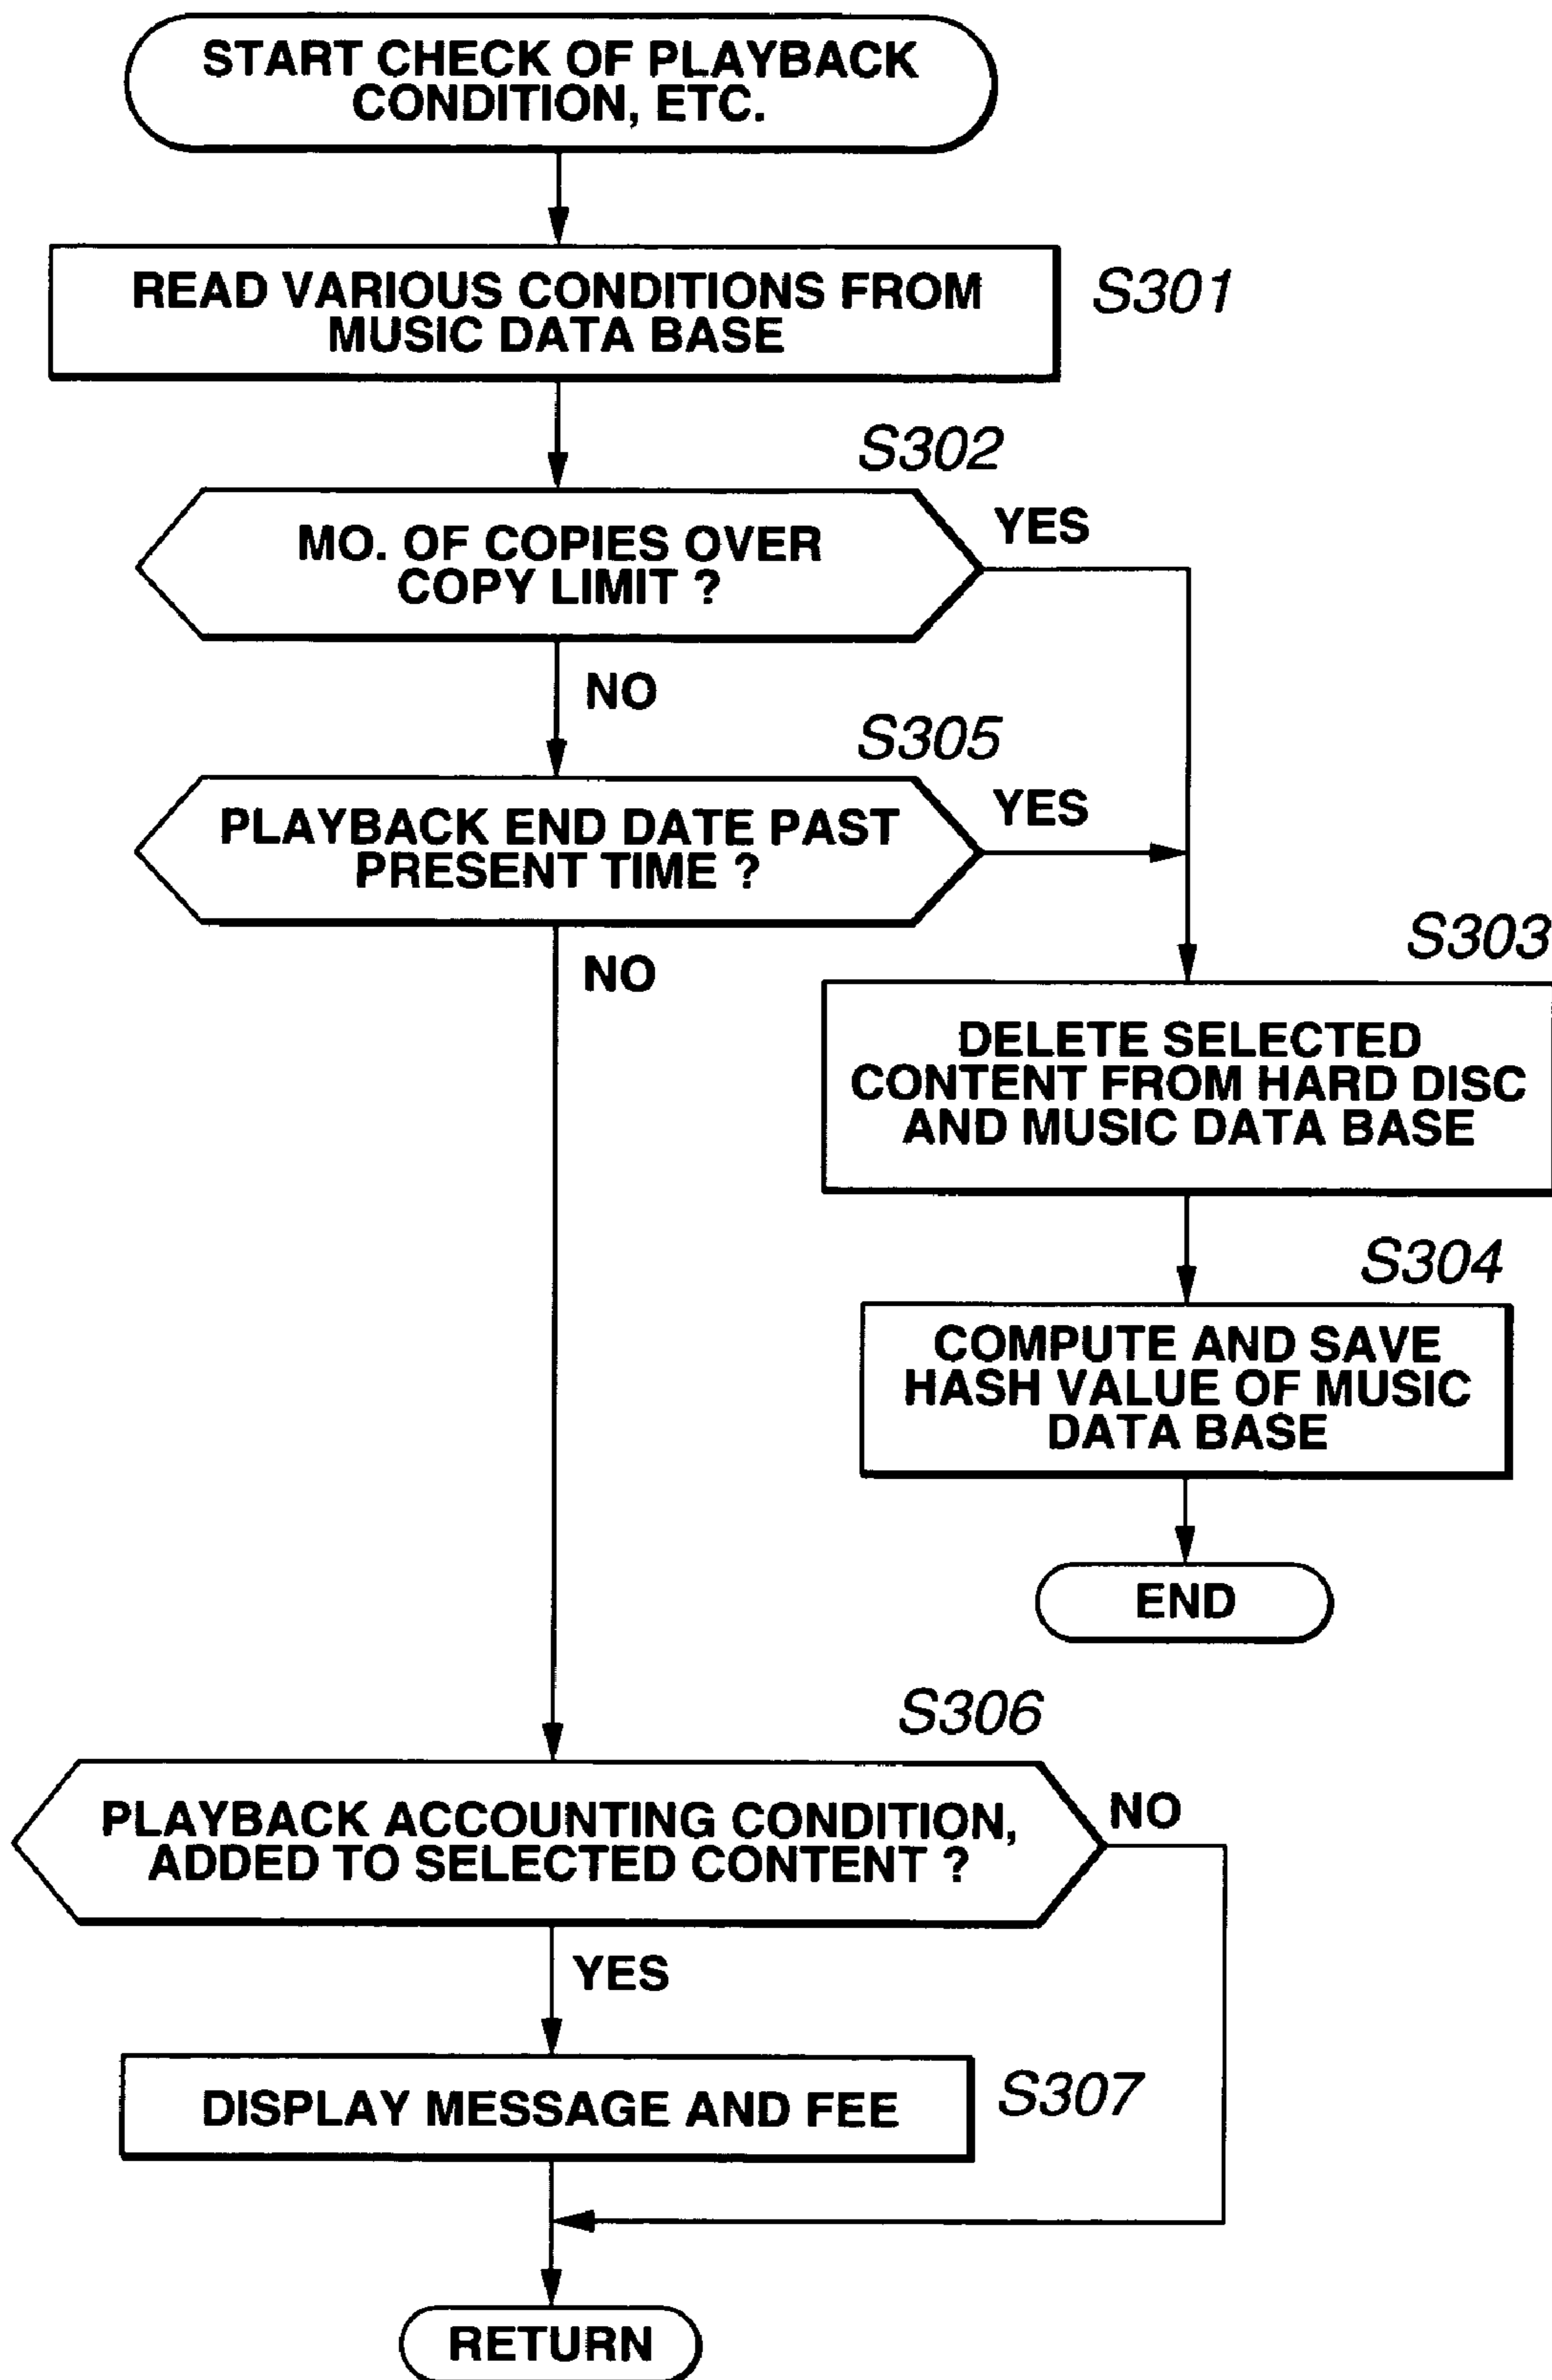 START CHECK OF PLAYBACK
CONDITION, ETC.
READ VARIOUS CONDITIONS FROM
MUSIC DATA BASE
S301
S302
MO. OF COPIES OVER
COPY LIMIT ?
YES
NO
S305
PLAYBACK END DATE PAST
PRESENT TIME ?
YES
NO
S303
DELETE SELECTED
CONTENT FROM HARD DISC
AND MUSIC DATA BASE
S304
COMPUTE AND SAVE
HASH VALUE OF MUSIC
DATA BASE
END
S306
PLAYBACK ACCOUNTING CONDITION,
ADDED TO SELECTED CONTENT ?
NO
YES
DISPLAY MESSAGE AND FEE
S307
RETURN